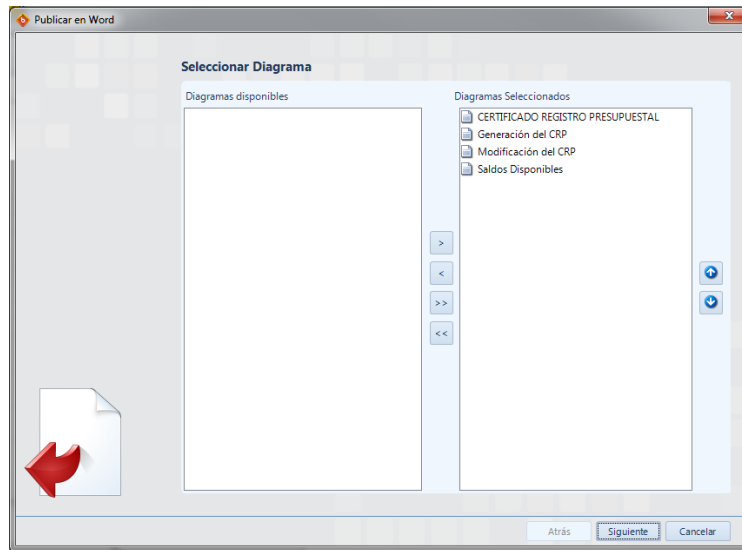 Publicar en Word
Seleccionar Diagrama
Diagramas disponibles
Diagramas Seleccionados
CERTIFICADO REGISTRO PRESUPUESTAL
Generación del CRP
Modificación del CRP
Saldos Disponibles
>
<
>>
<<
Atrás Siguiente Cancelar